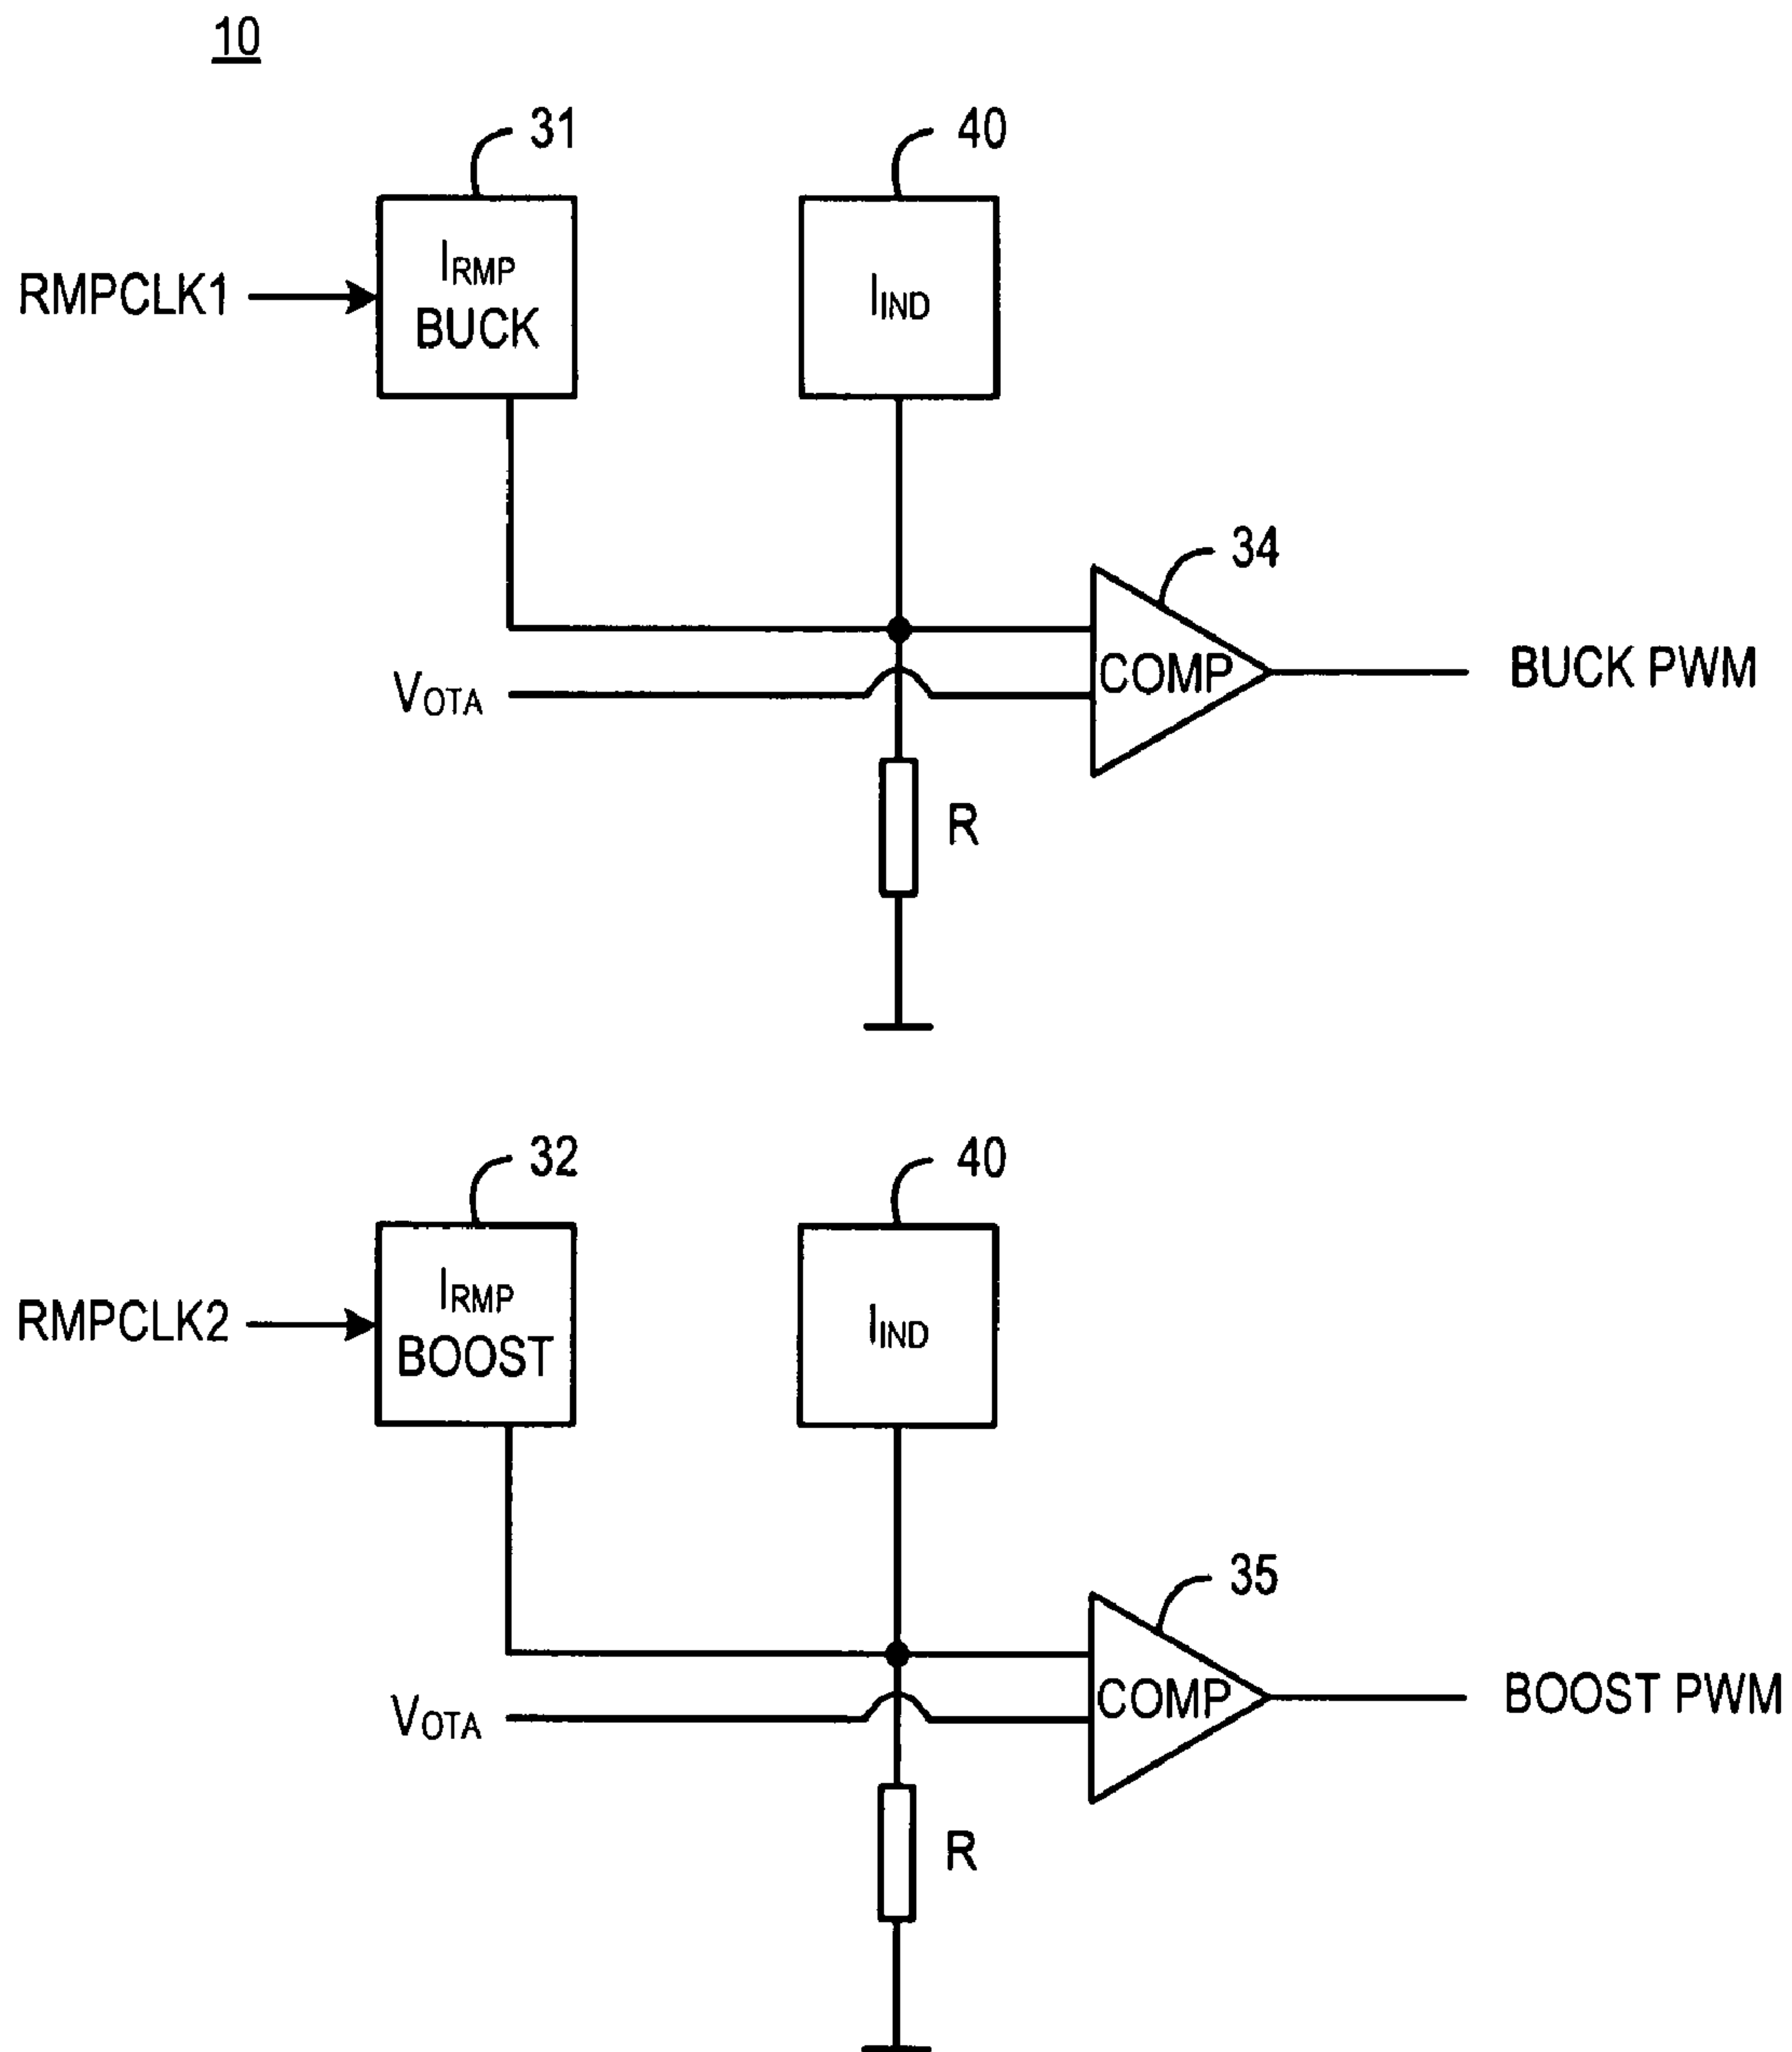 10
31
40
RMPCLK1
IRMP
BUCK
IIND
34
COMP
BUCK PWM
VOTA
R
32
40
RMPCLK2
IRMP
BOOST
IIND
35
COMP
BOOST PWM
VOTA
R